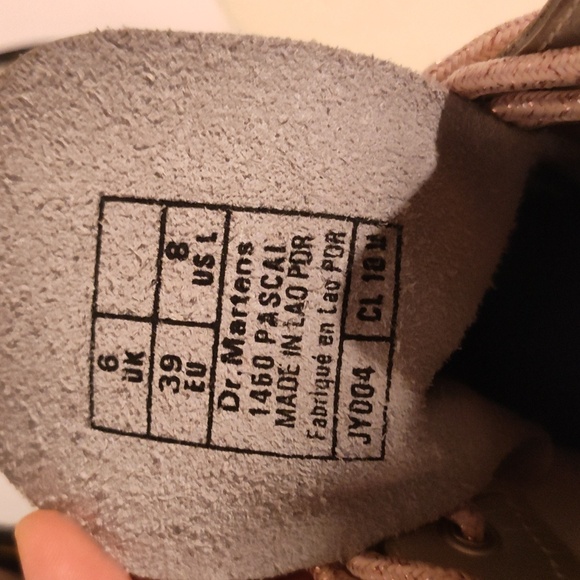 6
UK
8
US L
39
EU
Dr. Martens
1460 PASCAL
MADE IN LAO PDR
Fabriqué en Lao PDR
JY004
CL 18